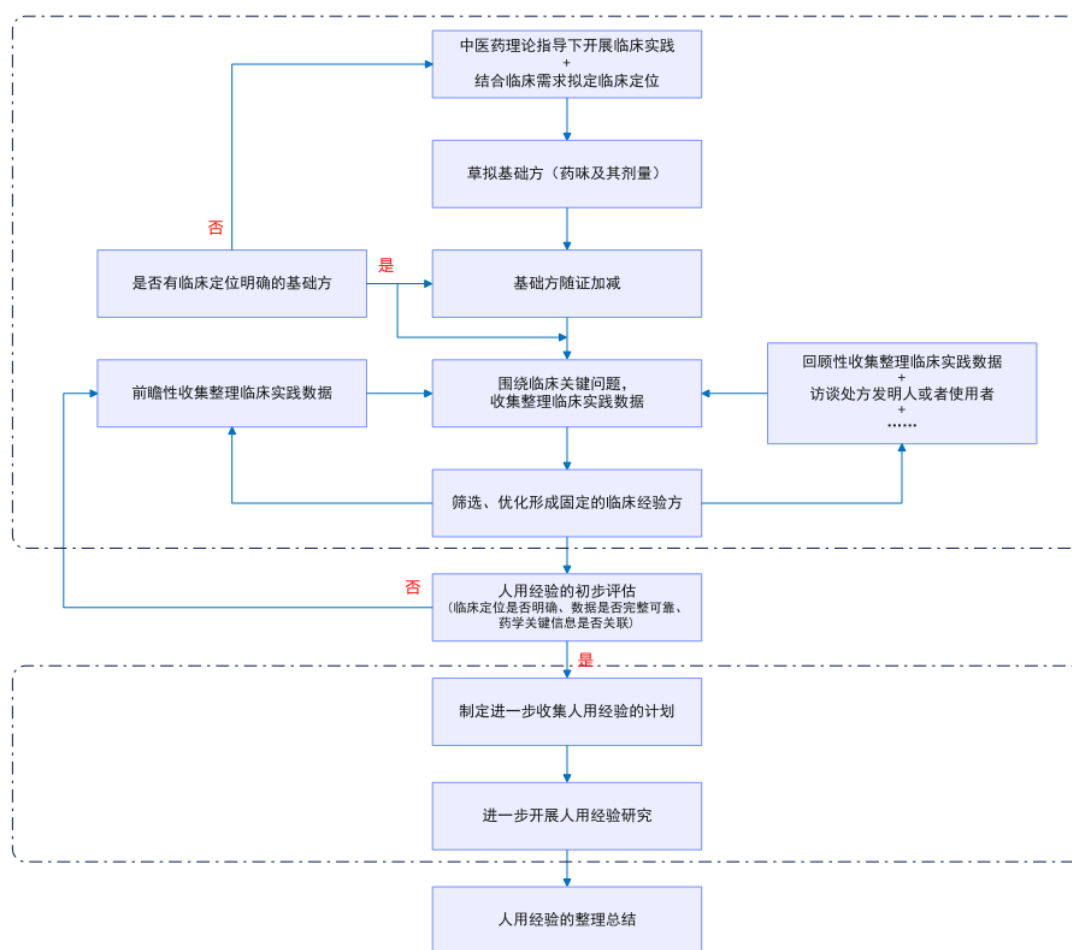 中医药理论指导下开展临床实践
+
结合临床需求拟定临床定位
草拟基础方（药味及其剂量）
否
是否有临床定位明确的基础方
是
基础方随证加减
前瞻性收集整理临床实践数据
围绕临床关键问题，
收集整理临床实践数据
回顾性收集整理临床实践数据
+
访谈处方发明人或者使用者
+
……
筛选、优化形成固定的临床经验方
否
人用经验的初步评估
（临床定位是否明确、数据是否完整可靠、
药学关键信息是否关联）
是
制定进一步收集人用经验的计划
进一步开展人用经验研究
人用经验的整理总结